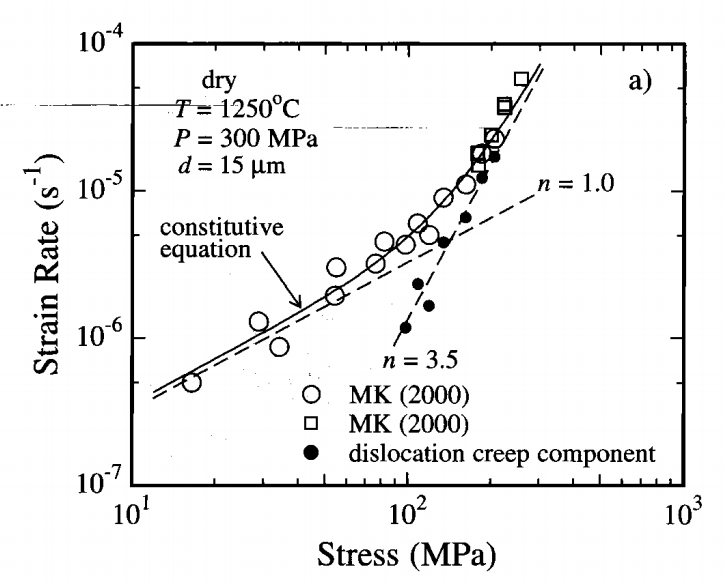 10⁻⁴
dry
a)
T = 1250°C
P = 300 MPa
d = 15 μm
10⁻⁵
n = 1.0
constitutive
equation
Strain Rate (s⁻¹)
10⁻⁶
n = 3.5
MK (2000)
MK (2000)
dislocation creep component
10⁻⁷
10¹
10²
10³
Stress (MPa)